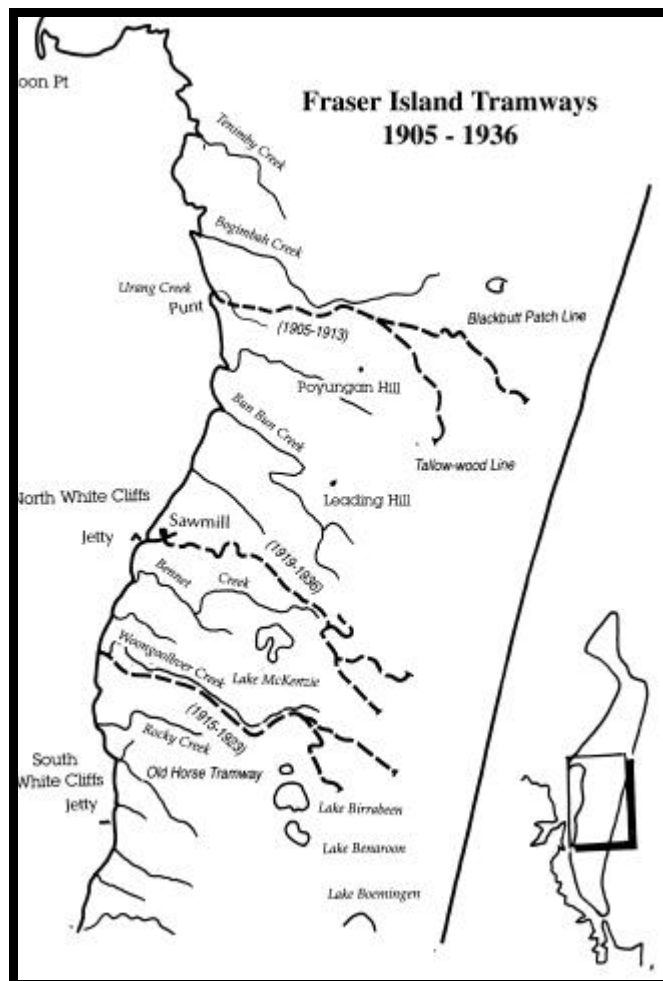 oon Pt
Fraser Island Tramways
1905 - 1936
Tenimby Creek
Bogimbah Creek
Urang Creek
Punt
Blackbutt Patch Line
(1905-1913)
Poyungan Hill
Bun Bun Creek
Tallow-wood Line
North White Cliffs
Leading Hill
Sawmill
Jetty
(1919-1936)
Bennet Creek
Woongoolbver Creek
Lake McKenzie
(1915-1923)
Rocky Creek
South
White Cliffs
Old Horse Tramway
Jetty
Lake Birrabeen
Lake Benaroon
Lake Boemingen